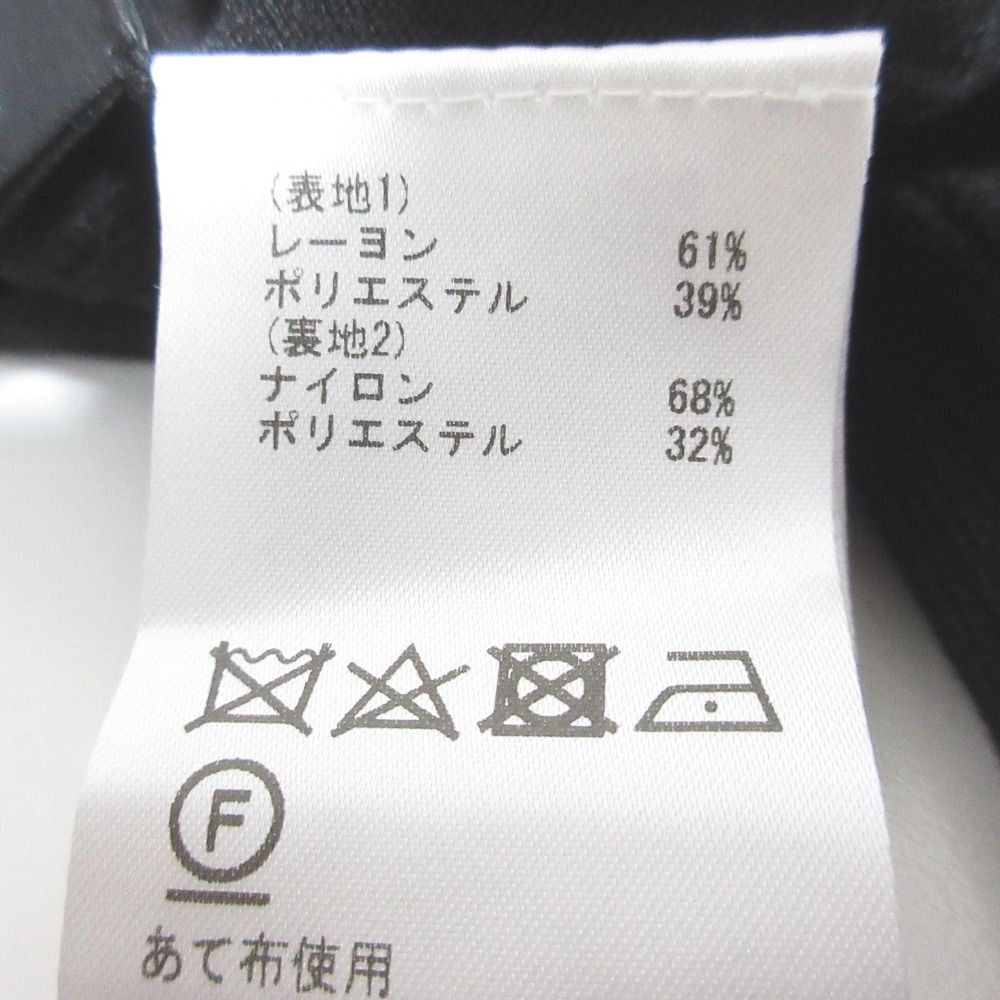 (表地1)
レーヨン 61%
ポリエステル 39%
(裏地2)
ナイロン 68%
ポリエステル 32%
F
あて布使用